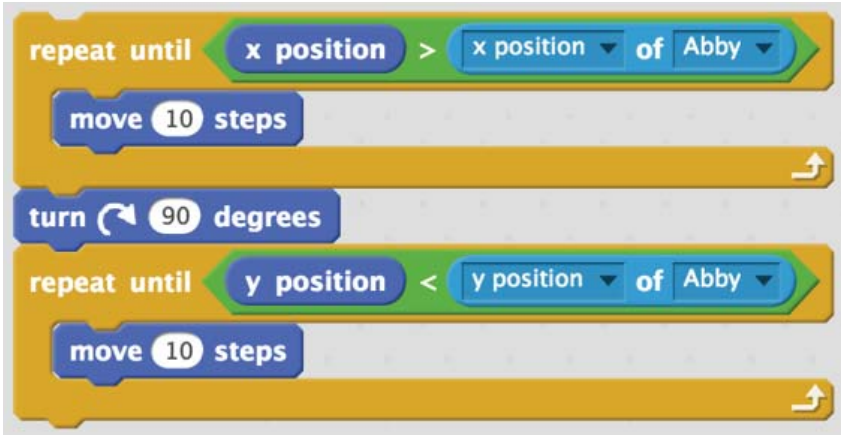 repeat until x position > x position of Abby
move 10 steps
turn 90 degrees
repeat until y position < y position of Abby
move 10 steps